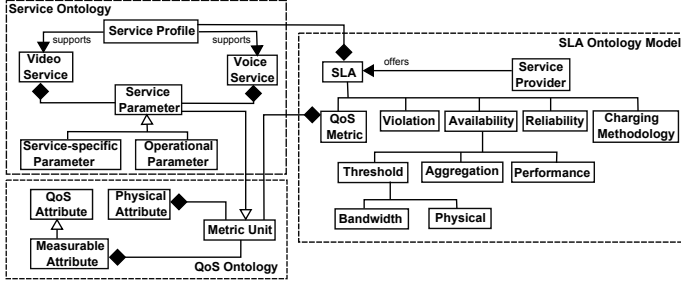 Service Ontology
Service Profile
supports
supports
Video
Service
Voice
Service
Service
Parameter
Service-specific
Parameter
Operational
Parameter
QoS
Attribute
Physical
Attribute
Metric Unit
Measurable
Attribute
QoS Ontology
SLA Ontology Model
SLA
offers
Service
Provider
QoS
Metric
Violation
Availability
Reliability
Charging
Methodology
Threshold
Aggregation
Performance
Bandwidth
Physical